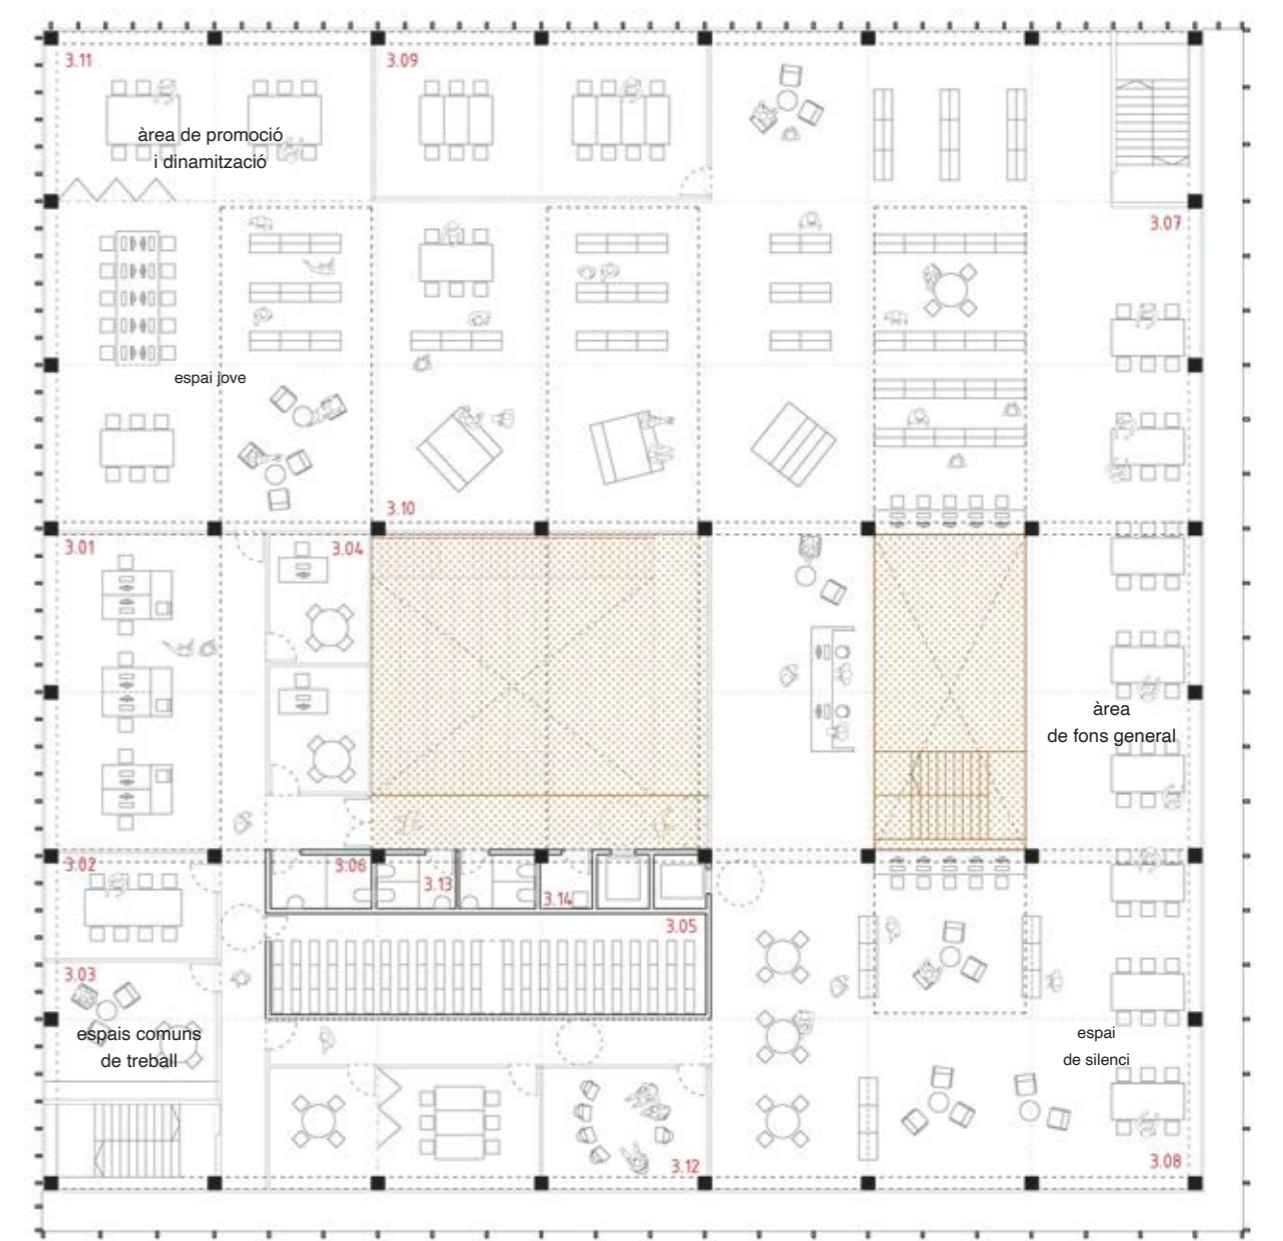 3.11
3.09
àrea de promoció
i dinamització
3.07
espai jove
3.10
3.01
3.04
àrea
de fons general
3.02
3.06
3.13
3.14
3.05
3.03
espais comuns
de treball
espai
de silenci
3.12
3.08